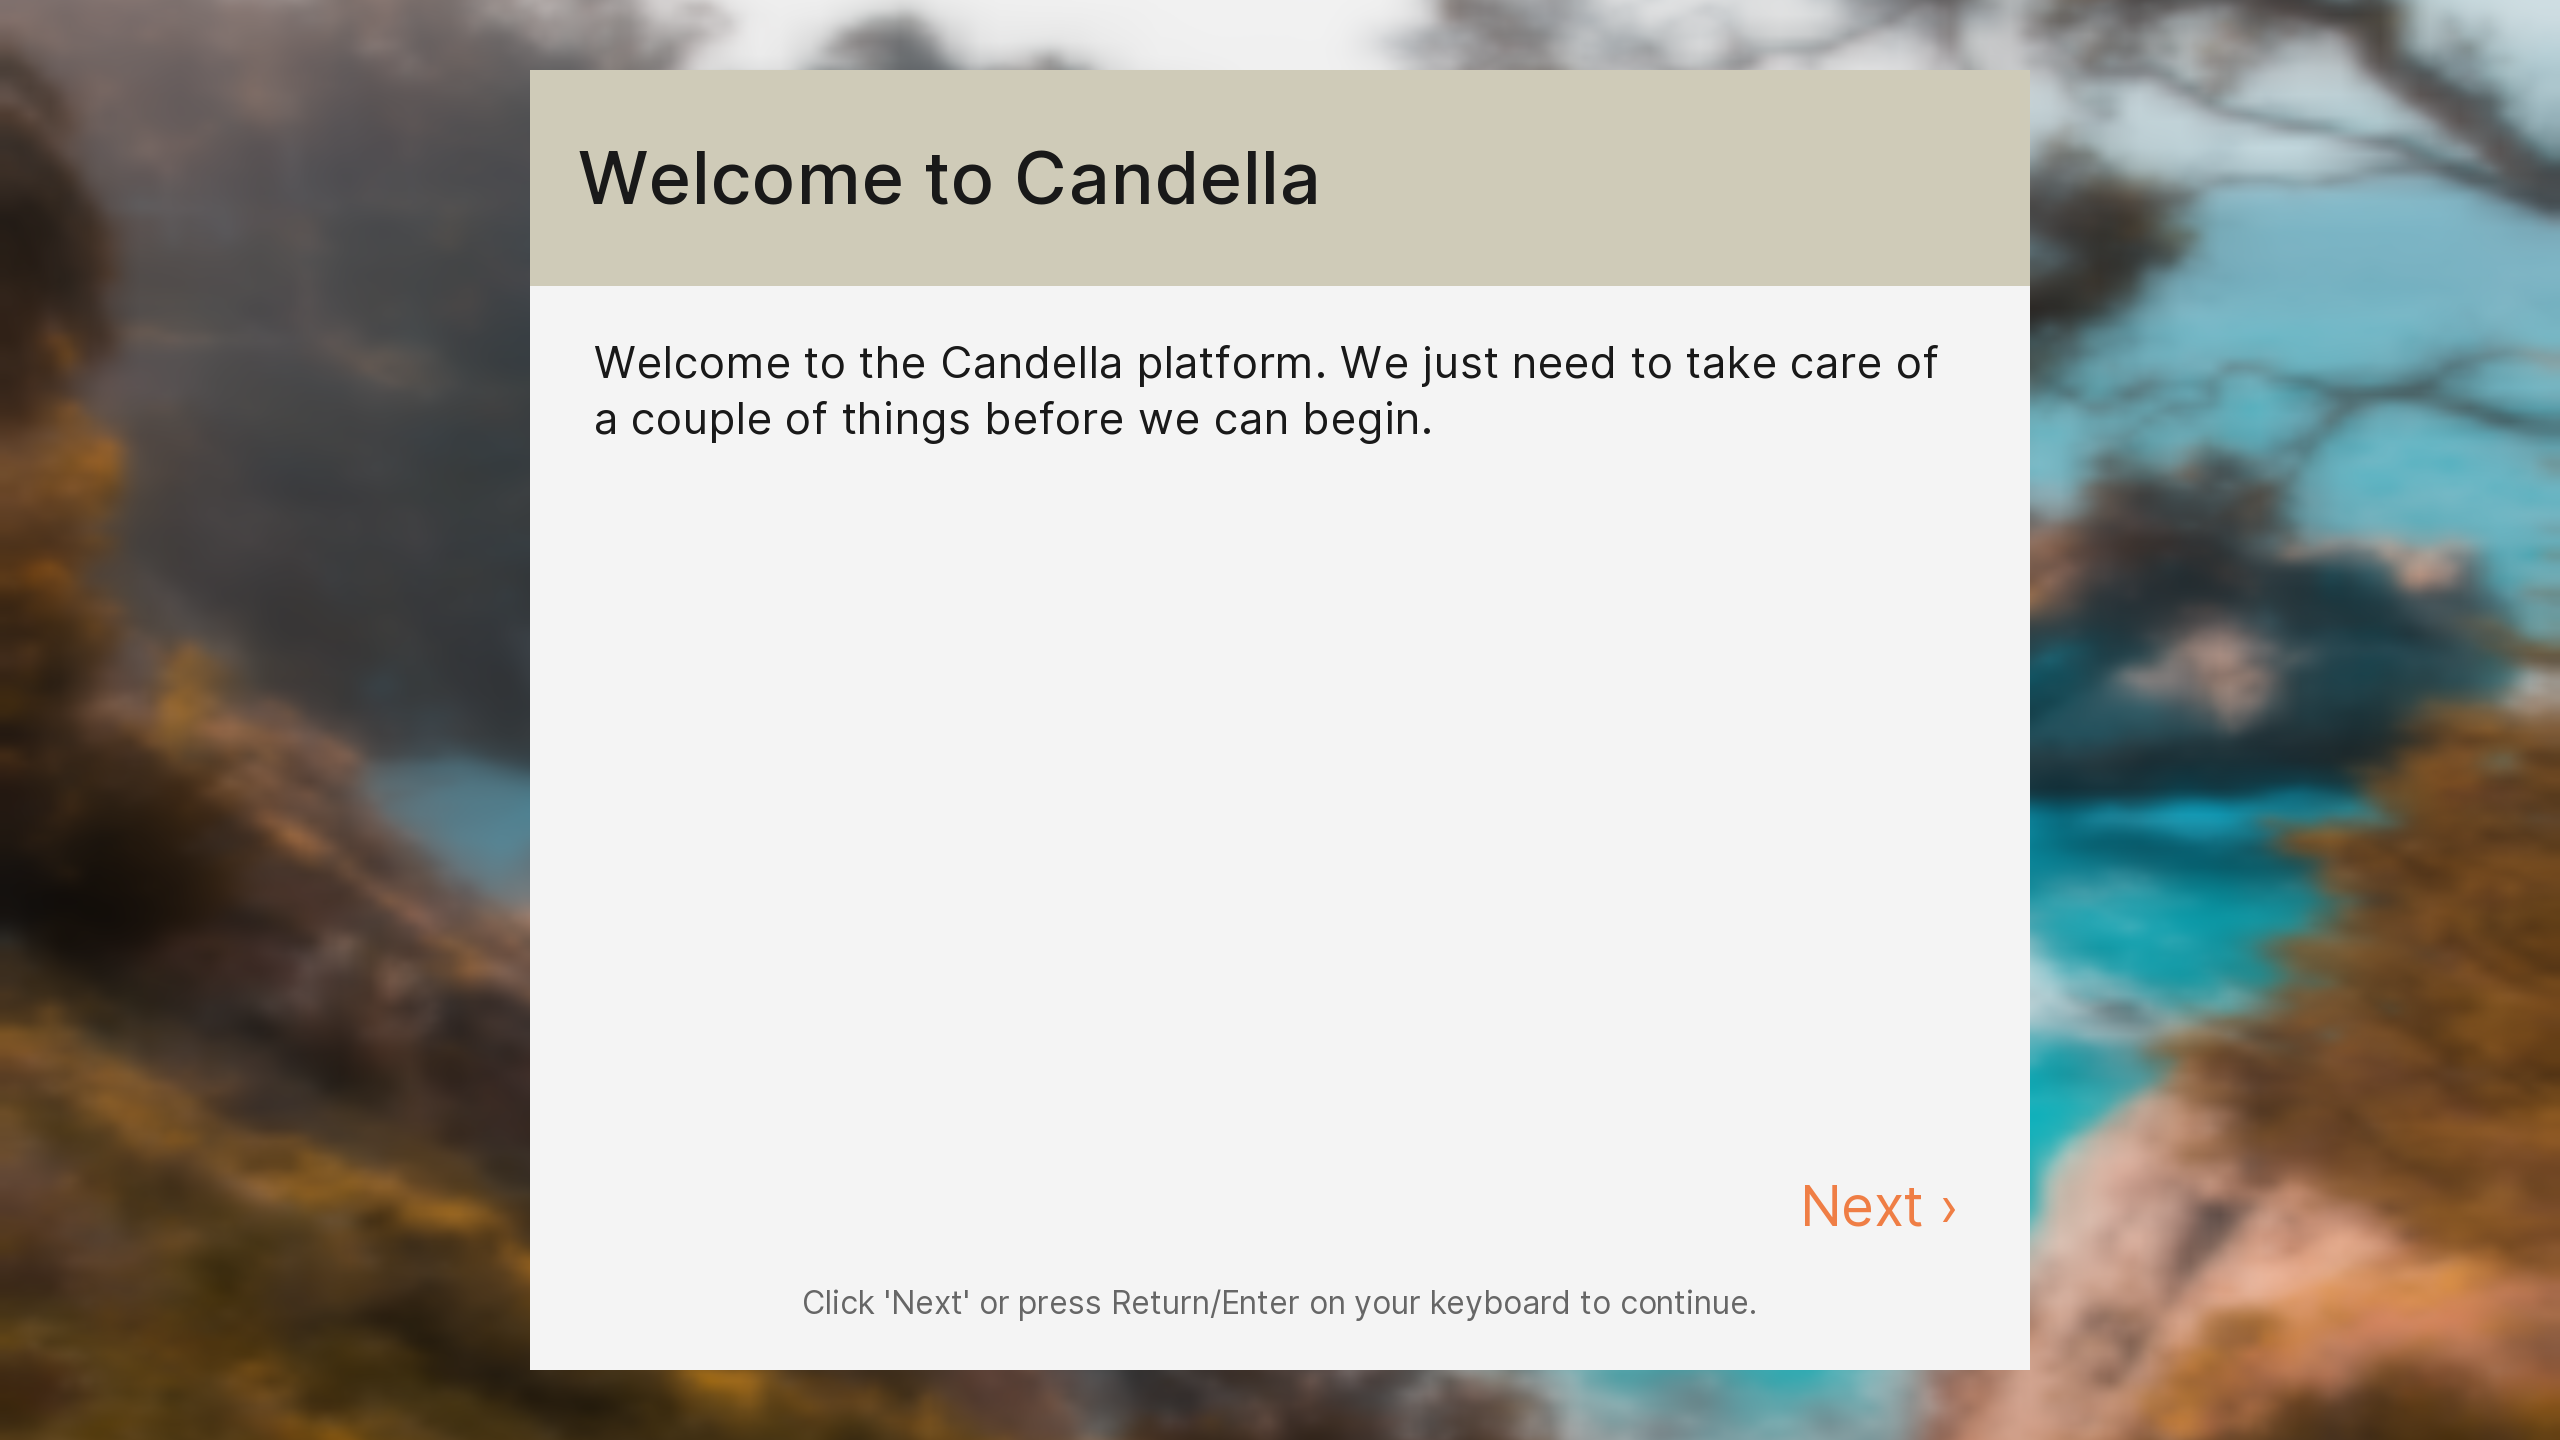 Welcome to Candella
Welcome to the Candella platform. We just need to take care of
a couple of things before we can begin.
Next ›
Click 'Next' or press Return/Enter on your keyboard to continue.